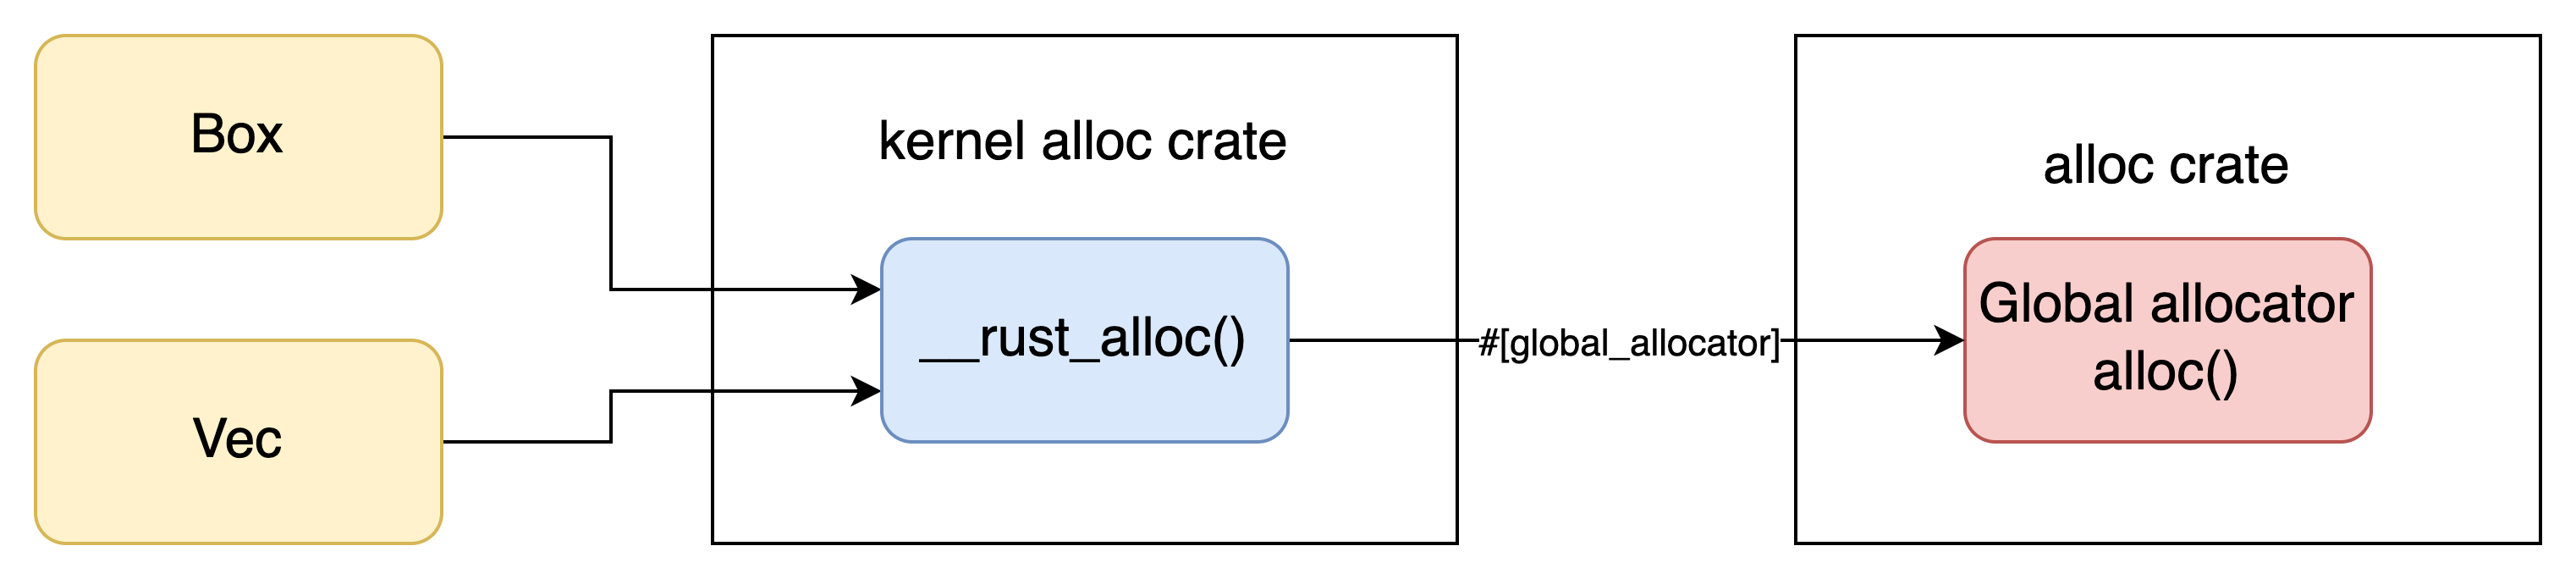 Box
Vec
kernel alloc crate
__rust_alloc()
#[global_allocator]
alloc crate
Global allocator
alloc()